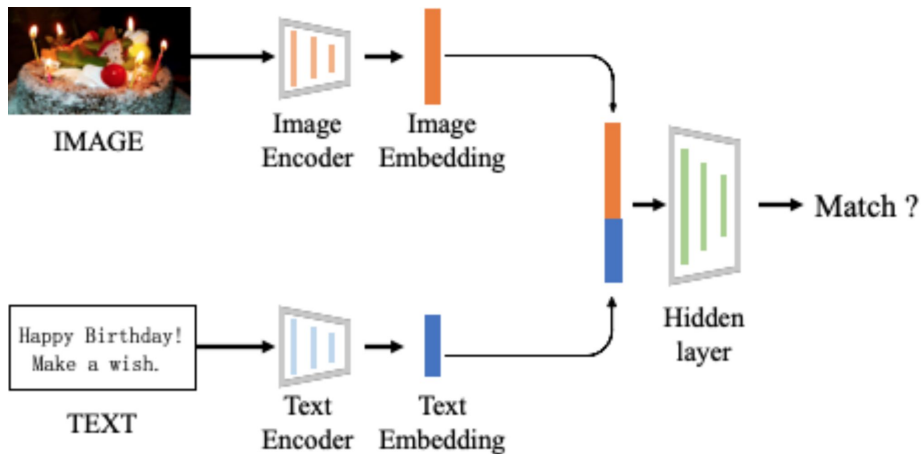 IMAGE
Image
Encoder
Image
Embedding
Match ?
Hidden
layer
Happy Birthday!
Make a wish.
TEXT
Text
Encoder
Text
Embedding